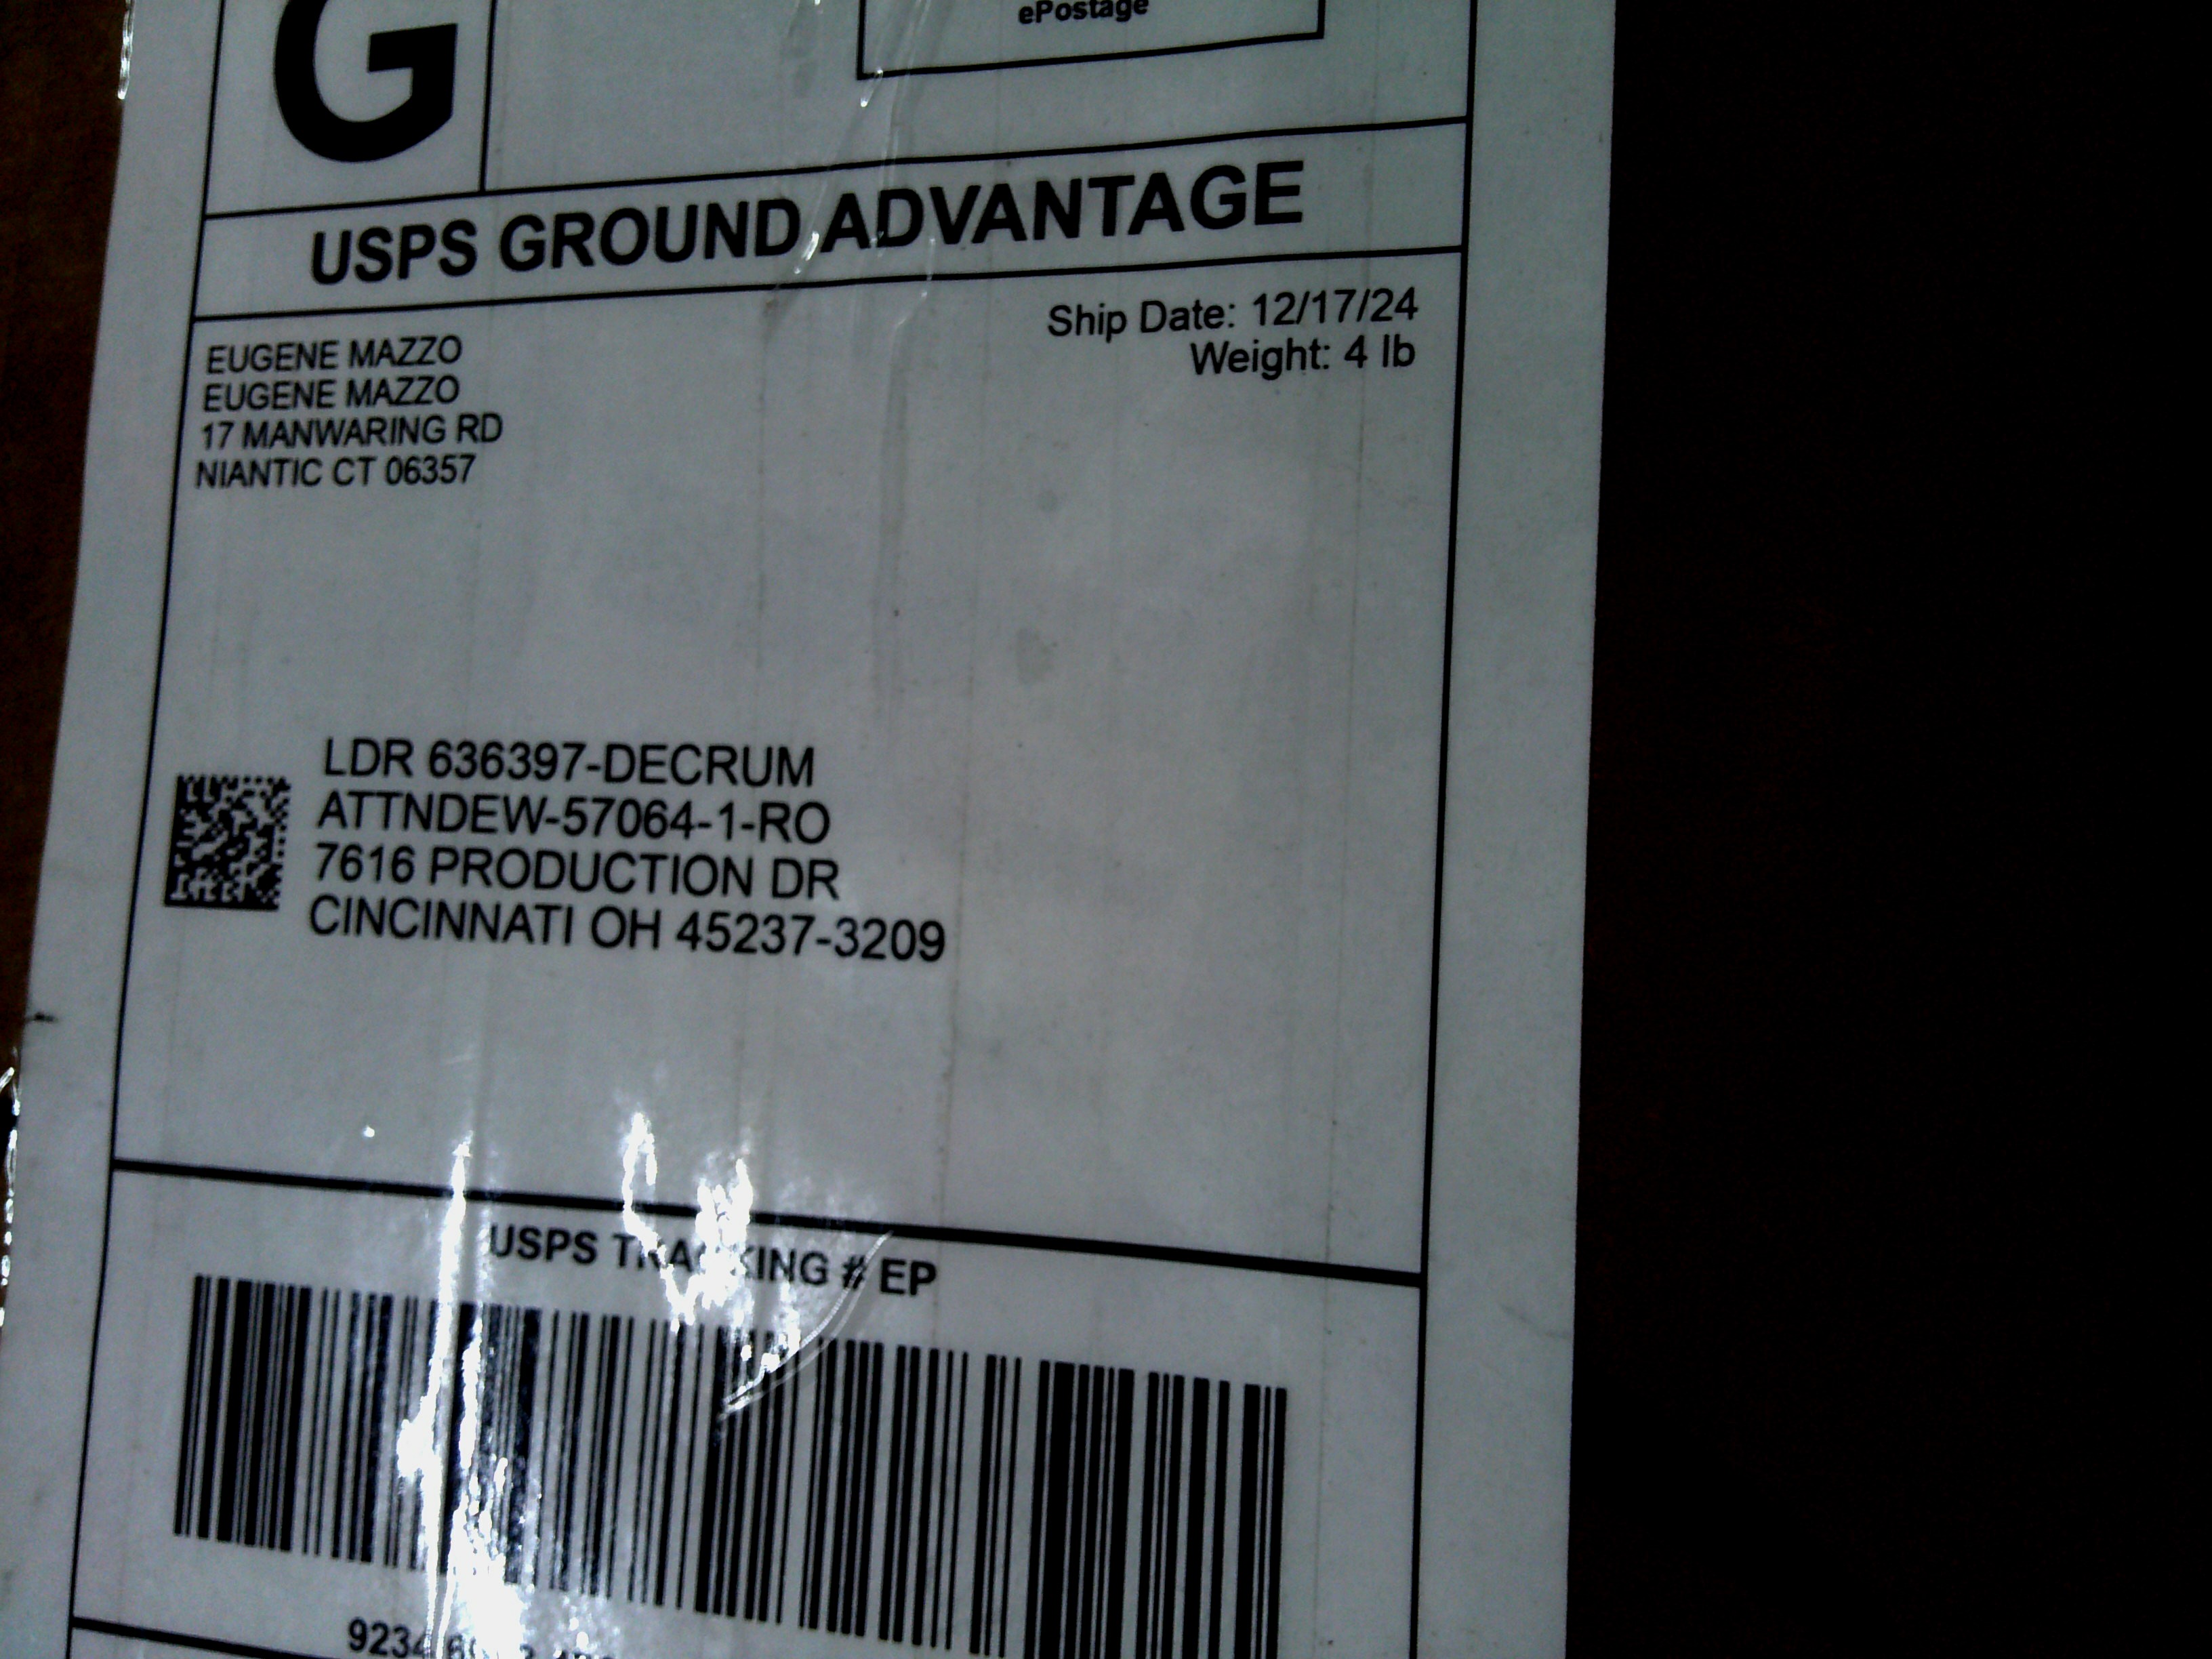 G
ePostage
USPS GROUND ADVANTAGE
Ship Date: 12/17/24
Weight: 4 lb
EUGENE MAZZO
EUGENE MAZZO
17 MANWARING RD
NIANTIC CT 06357
LDR 636397-DECRUM
ATTNDEW-57064-1-RO
7616 PRODUCTION DR
CINCINNATI OH 45237-3209
USPS TRACKING # EP